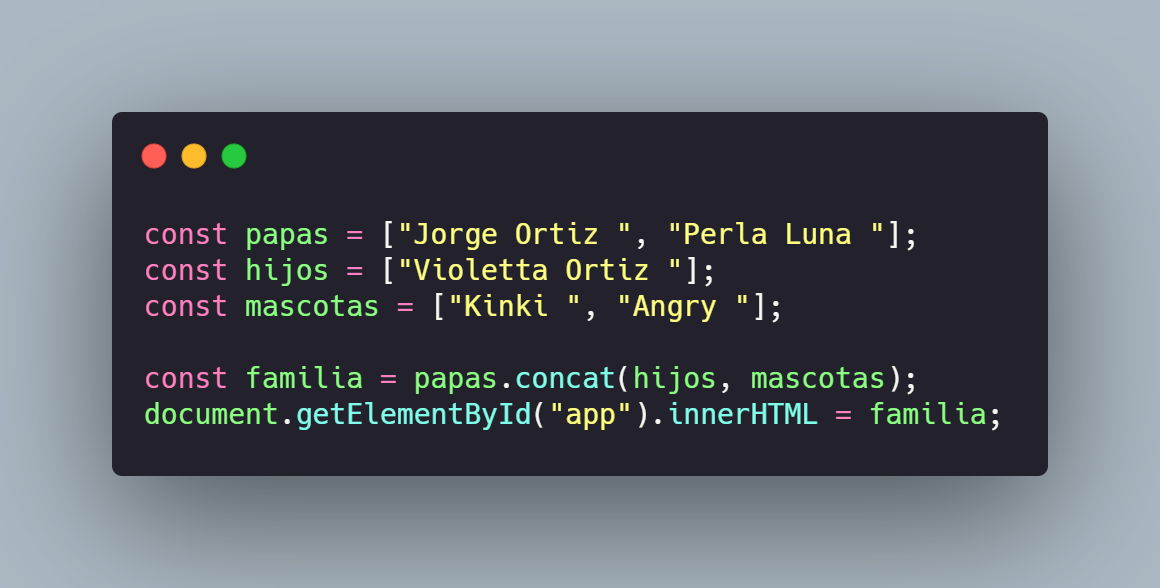 const papas = ["Jorge Ortiz ", "Perla Luna "];
const hijos = ["Violetta Ortiz "];
const mascotas = ["Kinki ", "Angry "];
const familia = papas.concat(hijos, mascotas);
document.getElementById("app").innerHTML = familia;